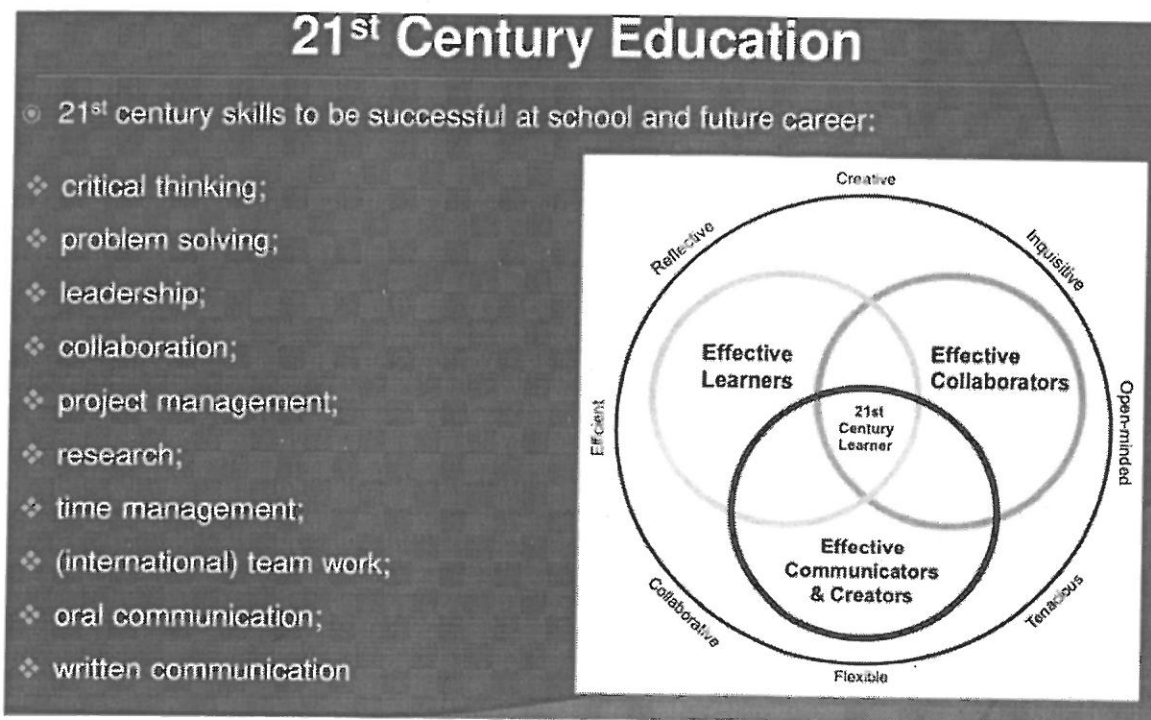 21st Century Education
21st century skills to be successful at school and future career:
critical thinking;
problem solving;
leadership;
collaboration;
project management;
research;
time management;
(international) team work;
oral communication;
written communication
Creative
Reflective
Inquisitive
Effective
Learners
Effective
Collaborators
21st
Century
Learner
Efficient
Open-minded
Effective
Communicators
& Creators
Collaborative
Tenacious
Flexible